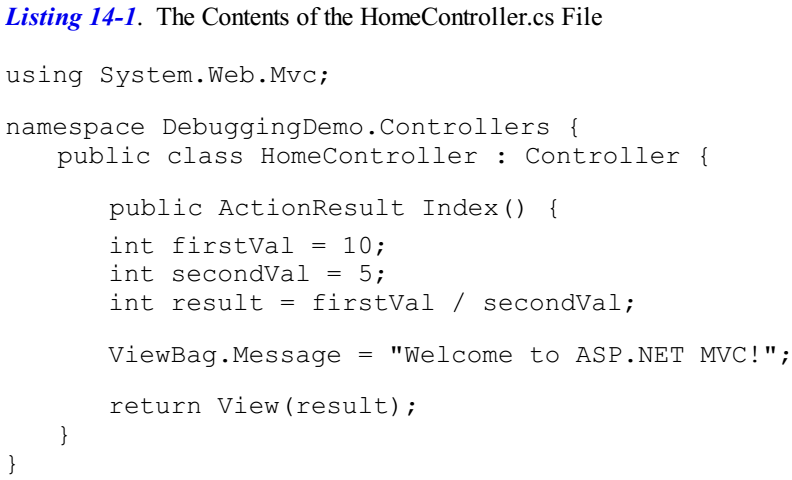 Listing 14-1. The Contents of the HomeController.cs File
using System.Web.Mvc;
namespace DebuggingDemo.Controllers {
    public class HomeController : Controller {
        public ActionResult Index() {
        int firstVal = 10;
        int secondVal = 5;
        int result = firstVal / secondVal;
        ViewBag.Message = "Welcome to ASP.NET MVC!";
        return View(result);
    }
}